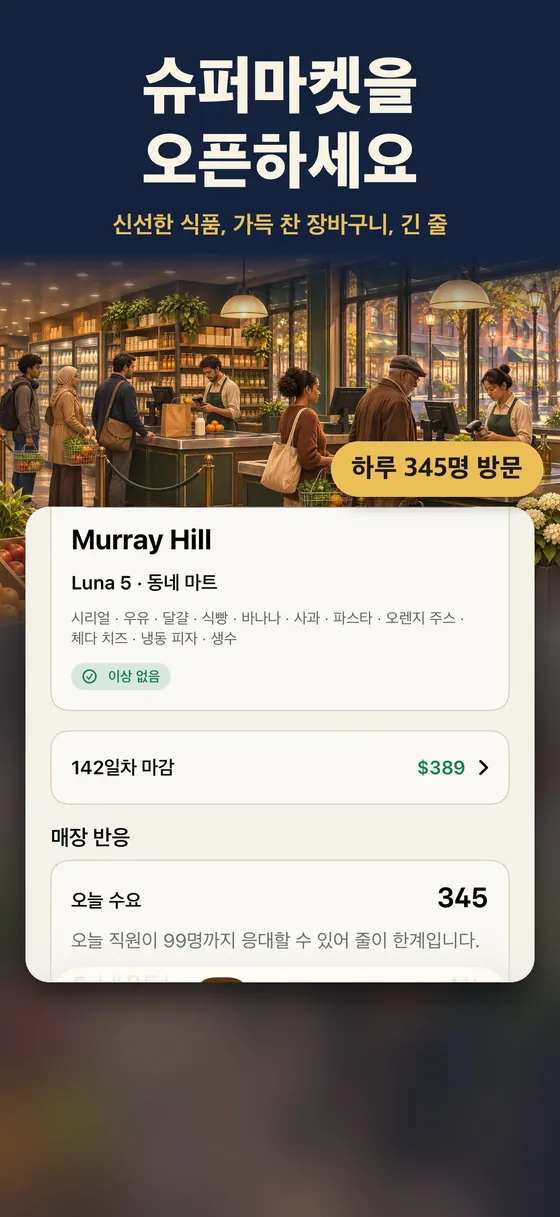 슈퍼마켓을
오픈하세요
신선한 식품, 가득 찬 장바구니, 긴 줄
하루 345명 방문
Murray Hill
Luna 5 · 동네 마트
시리얼 · 우유 · 달걀 · 식빵 · 바나나 · 사과 · 파스타 · 오렌지 주스 ·
체다 치즈 · 냉동 피자 · 생수
이상 없음
142일차 마감
$389
매장 반응
오늘 수요
345
오늘 직원이 99명까지 응대할 수 있어 줄이 한계입니다.